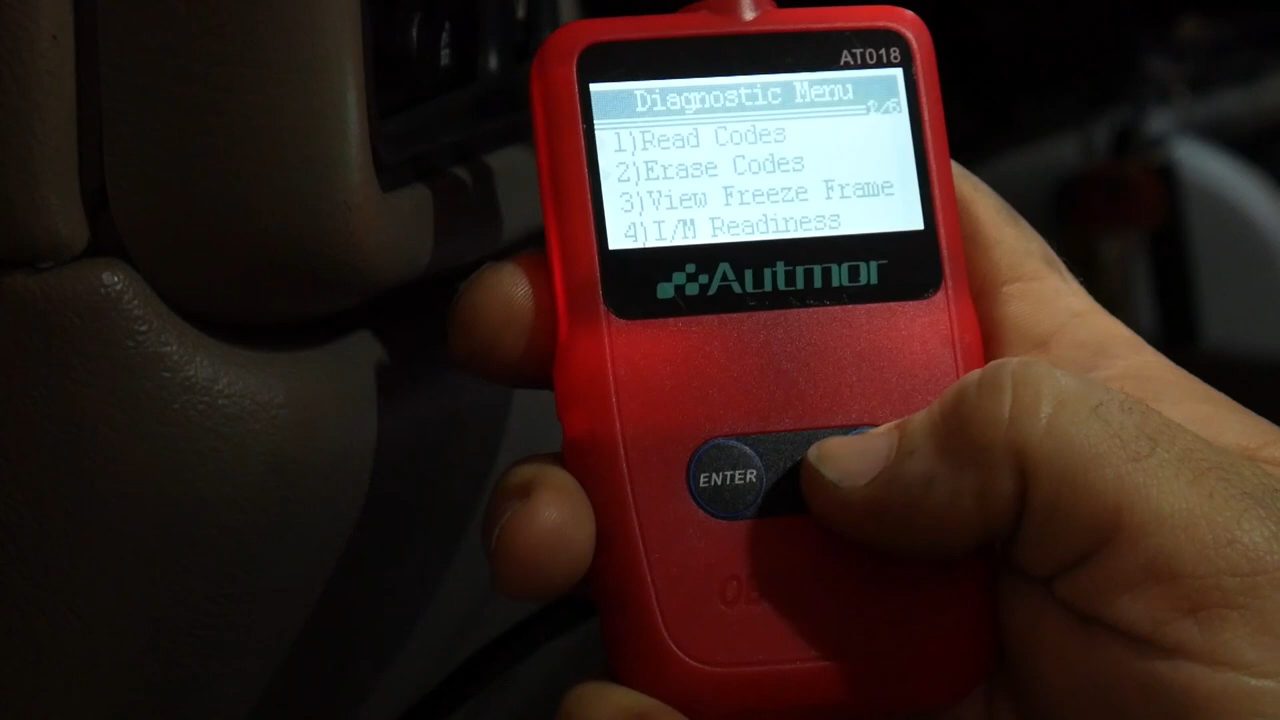 AT018
Diagnostic Menu
1)Read Codes
2)Erase Codes
3)View Freeze Frame
4)I/M Readiness
Autmor
ENTER